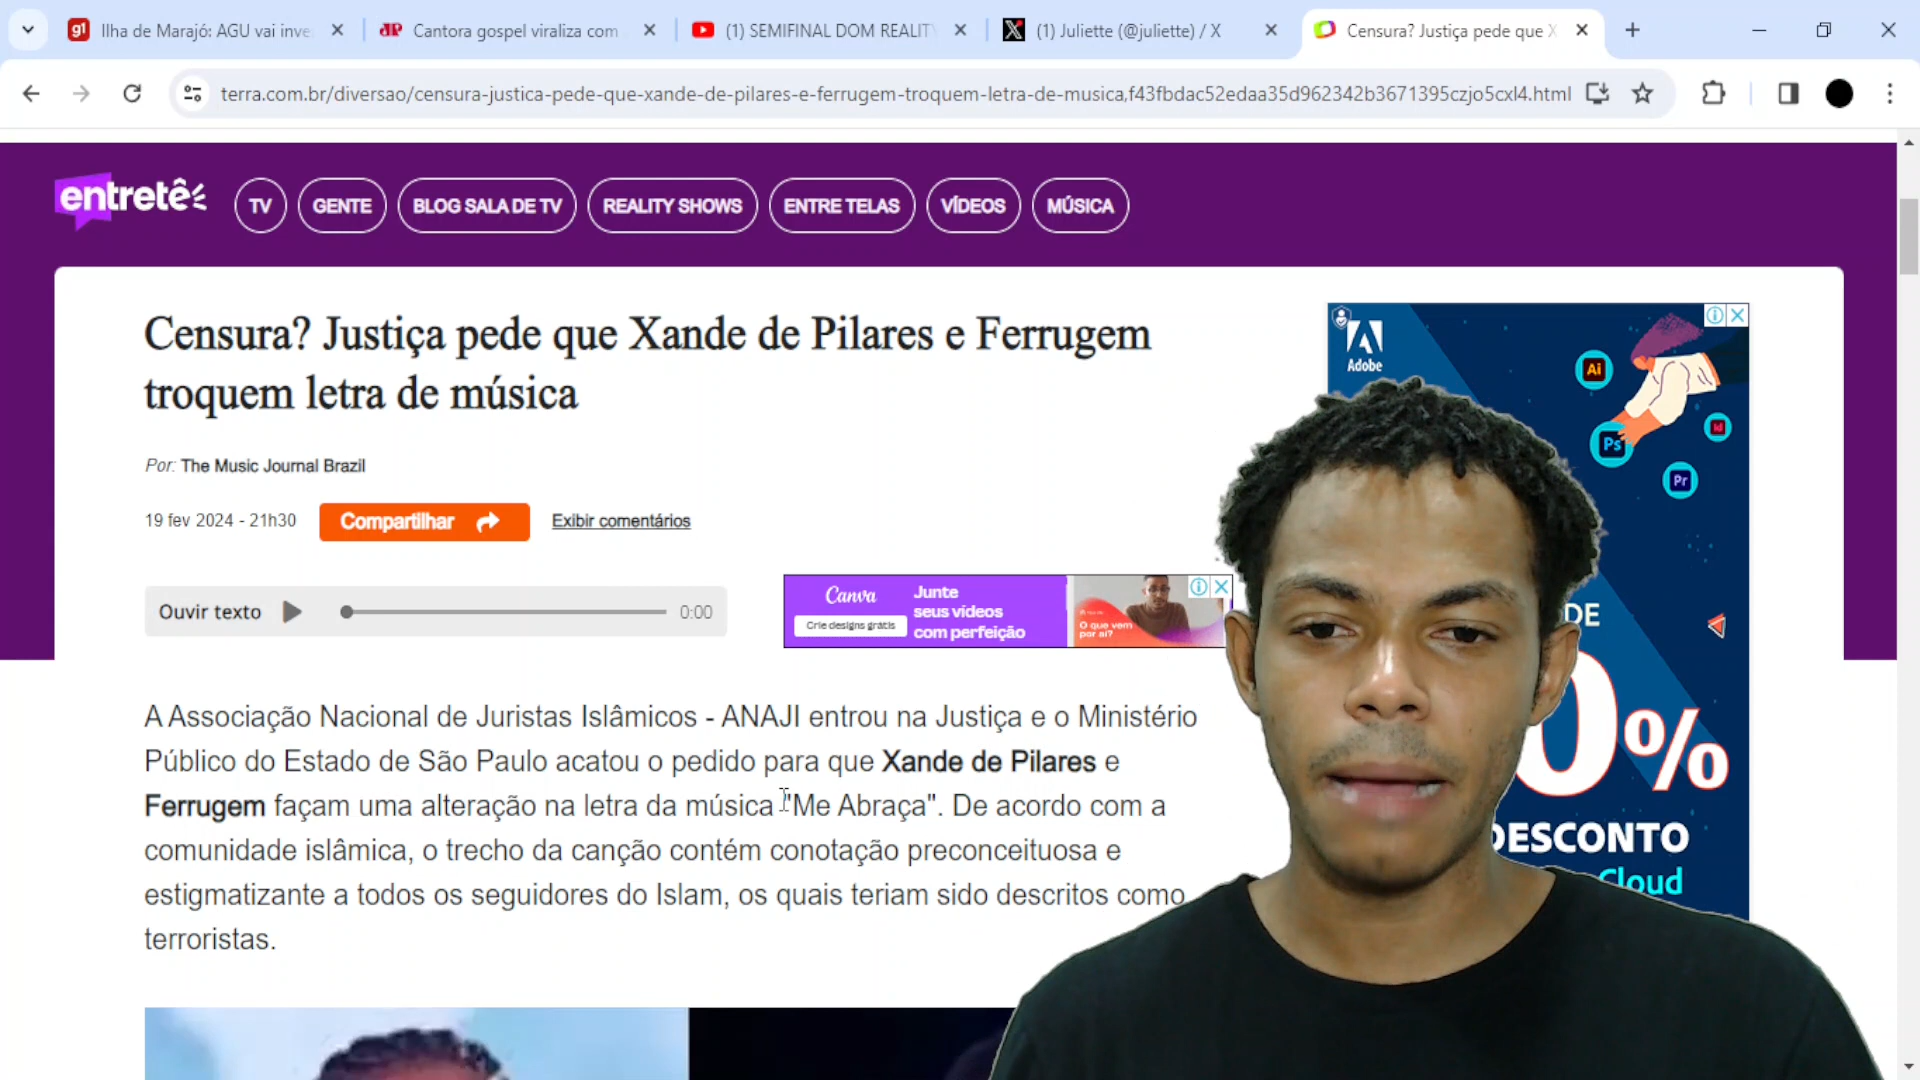 g1 Ilha de Marajó: AGU vai inve
JP Cantora gospel viraliza com
(1) SEMIFINAL DOM REALITY
X (1) Juliette (@juliette) / X
Censura? Justiça pede que X
terra.com.br/diversao/censura-justica-pede-que-xande-de-pilares-e-ferrugem-troquem-letra-de-musica,f43fbdac52edaa35d962342b3671395czjo5cxl4.html
entretê
TV
GENTE
BLOG SALA DE TV
REALITY SHOWS
ENTRE TELAS
VÍDEOS
MÚSICA
Censura? Justiça pede que Xande de Pilares e Ferrugem
troquem letra de música
Por: The Music Journal Brazil
19 fev 2024 - 21h30
Compartilhar
Exibir comentários
Ouvir texto
0:00
Canva
Crie designs grátis
Junte
seus vídeos
com perfeição
O que vem
por aí?
A Associação Nacional de Juristas Islâmicos - ANAJI entrou na Justiça e o Ministério
Público do Estado de São Paulo acatou o pedido para que Xande de Pilares e
Ferrugem façam uma alteração na letra da música "Me Abraça". De acordo com a
comunidade islâmica, o trecho da canção contém conotação preconceituosa e
estigmatizante a todos os seguidores do Islam, os quais teriam sido descritos como
terroristas.
Adobe
Ai
Ps
Id
Pr
DE
0%
DESCONTO
Cloud